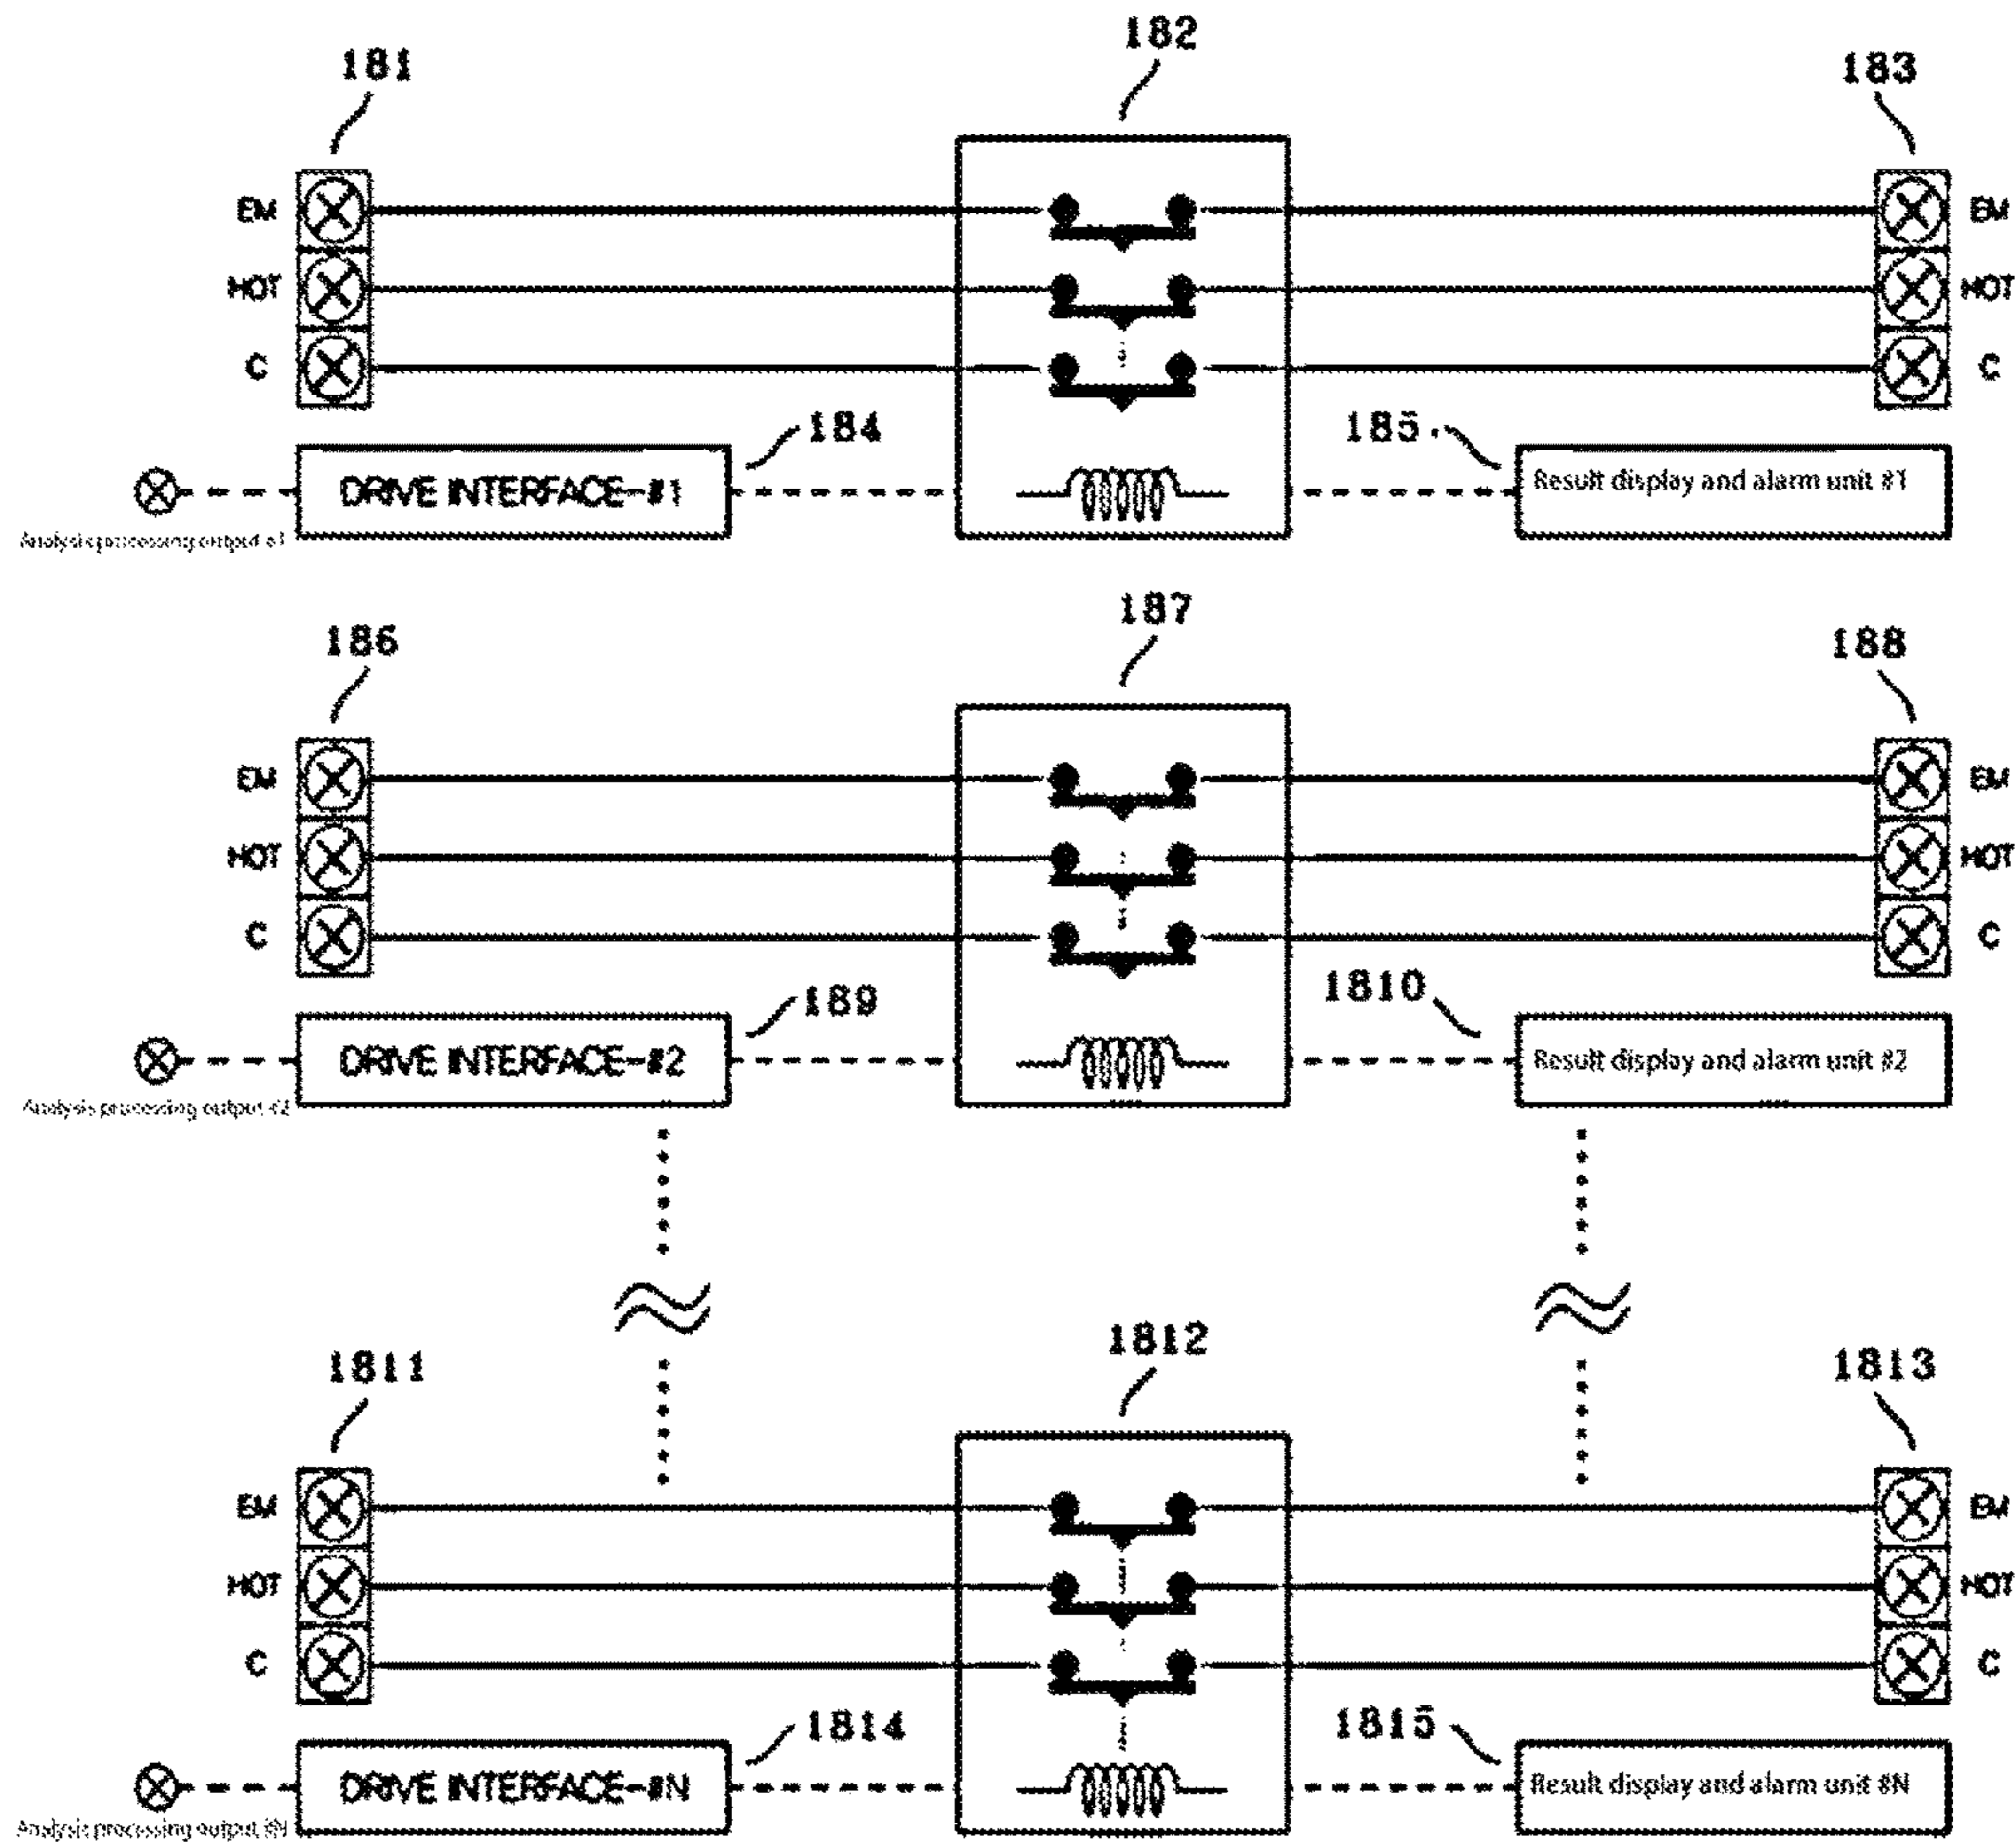 182
181
183
EM
EM
HOT
HOT
C
C
184
185
DRIVE INTERFACE-#1
Result display and alarm unit #1
Analysis processing output #1
187
186
188
EM
EM
HOT
HOT
C
C
189
1810
DRIVE INTERFACE-#2
Result display and alarm unit #2
Analysis processing output #2
1812
1811
1813
EM
EM
HOT
HOT
C
C
1814
1815
DRIVE INTERFACE-#N
Result display and alarm unit #N
Analysis processing output #N